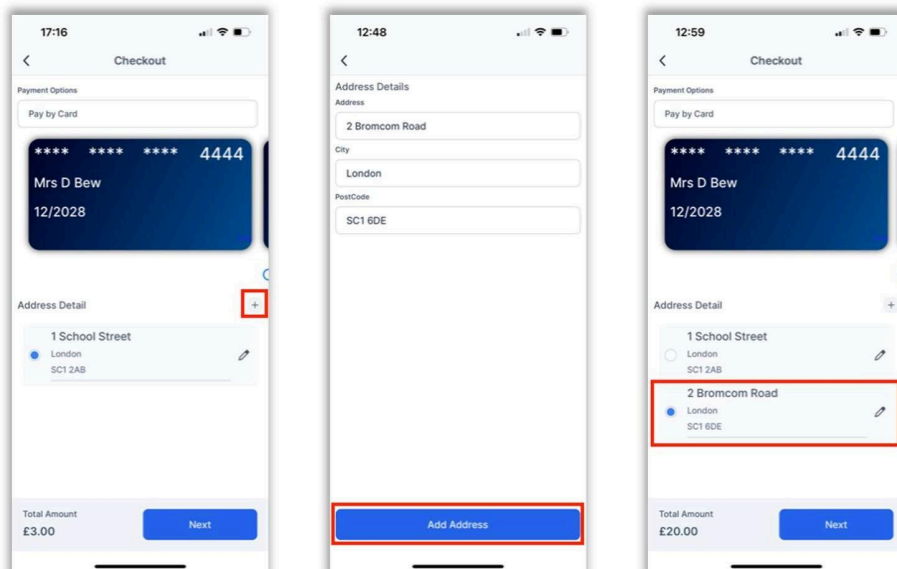 17:16
Checkout
Payment Options
Pay by Card
**** **** **** 4444
Mrs D Bew
12/2028
Address Detail +
1 School Street
London
SC1 2AB
Total Amount
£3.00
Next
12:48
Address Details
Address
2 Bromcom Road
City
London
PostCode
SC1 6DE
Add Address
12:59
Checkout
Payment Options
Pay by Card
**** **** **** 4444
Mrs D Bew
12/2028
Address Detail +
1 School Street
London
SC1 2AB
2 Bromcom Road
London
SC1 6DE
Total Amount
£20.00
Next